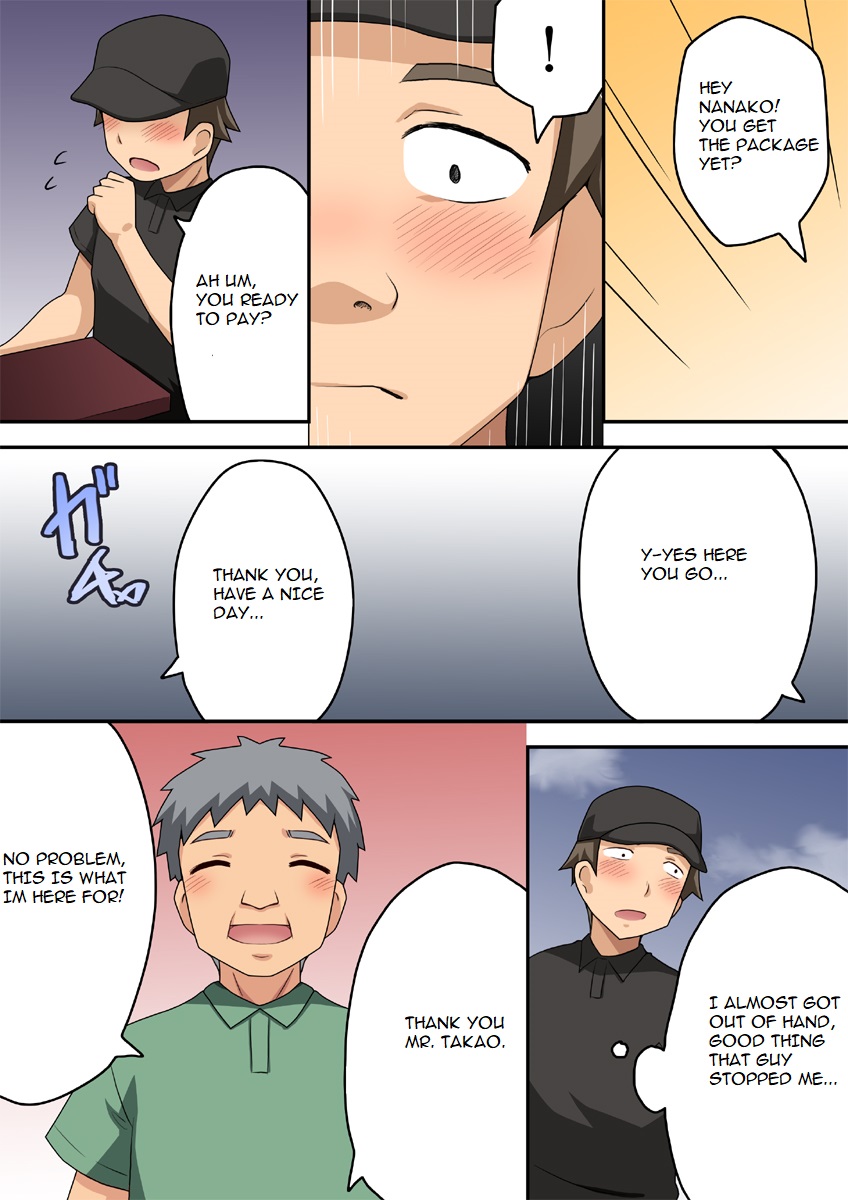 HEY
NANAKO!
YOU GET
THE PACKAGE
YET?
!
AH UM,
YOU READY
TO PAY?
Y-YES HERE
YOU GO...
THANK YOU,
HAVE A NICE
DAY...
ガチャ
I ALMOST GOT
OUT OF HAND,
GOOD THING
THAT GUY
STOPPED ME...
THANK YOU
MR. TAKAO.
NO PROBLEM,
THIS IS WHAT
IM HERE FOR!